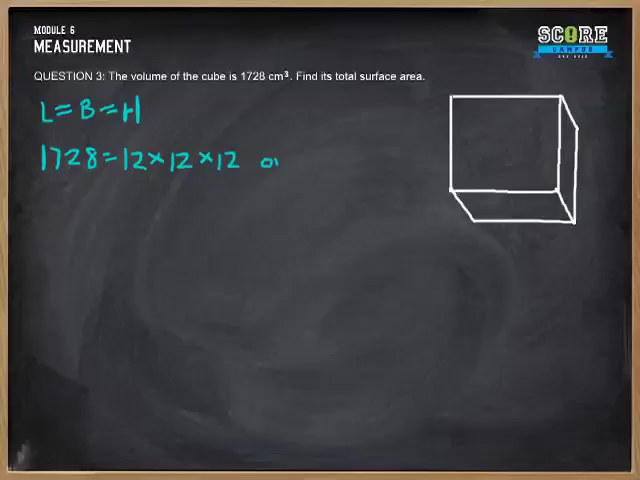 MODULE 6
MEASUREMENT
SCORE
CAMPUS
QUESTION 3: The volume of the cube is 1728 cm³. Find its total surface area.
L = B = H
1728 = 12 × 12 × 12 or